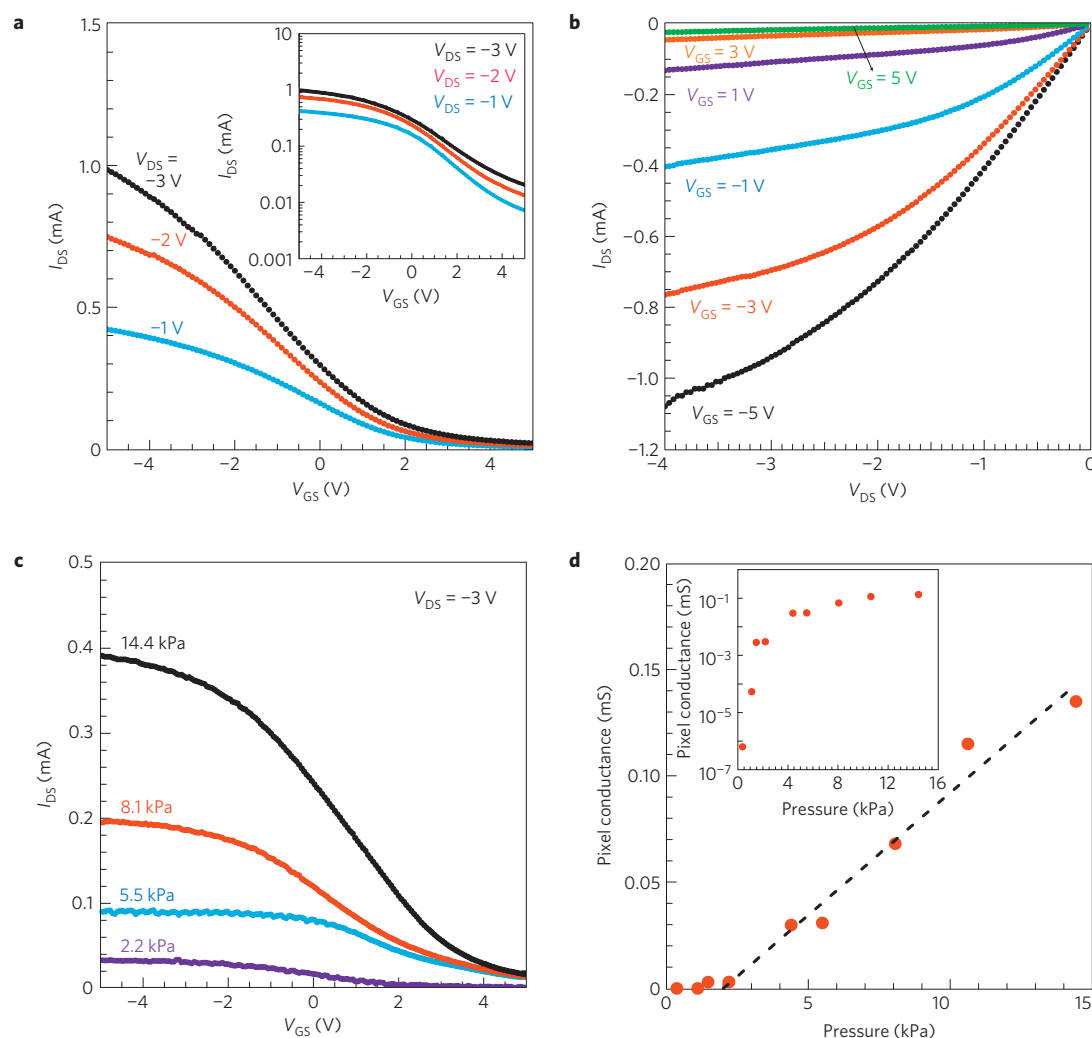 a
1.0
0.5
0
−4
−2
0
2
4
I_DS (mA)
V_GS (V)
V_DS =
−3 V
−2 V
−1 V
10
1
0.1
0.01
0.001
−4
−2
0
2
4
I_DS (mA)
V_GS (V)
V_DS = −3 V
V_DS = −2 V
V_DS = −1 V
b
0
−0.2
−0.4
−0.6
−0.8
−1.0
−1.2
−4
−3
−2
−1
0
I_DS (mA)
V_DS (V)
V_GS = 3 V
V_GS = 5 V
V_GS = 1 V
V_GS = −1 V
V_GS = −3 V
V_GS = −5 V
c
0.5
0.4
0.3
0.2
0.1
0
−4
−2
0
2
4
I_DS (mA)
V_GS (V)
V_DS = −3 V
14.4 kPa
8.1 kPa
5.5 kPa
2.2 kPa
d
0.20
0.15
0.10
0.05
0
0
5
10
15
Pixel conductance (mS)
Pressure (kPa)
10⁻¹
10⁻³
10⁻⁵
10⁻⁷
0
4
8
12
16
Pixel conductance (mS)
Pressure (kPa)